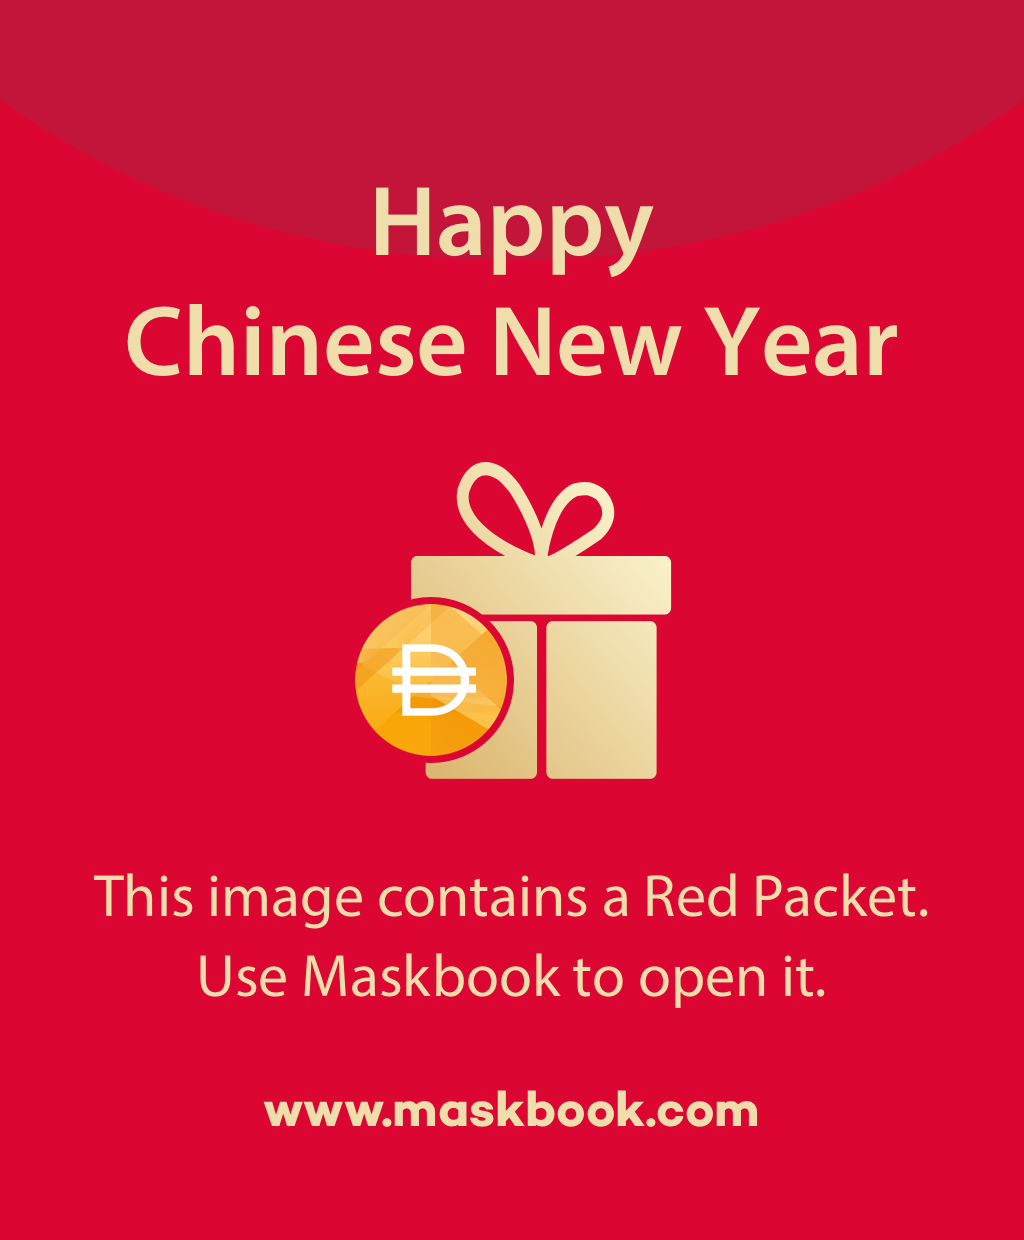 Happy
Chinese New Year
This image contains a Red Packet.
Use Maskbook to open it.
www.maskbook.com